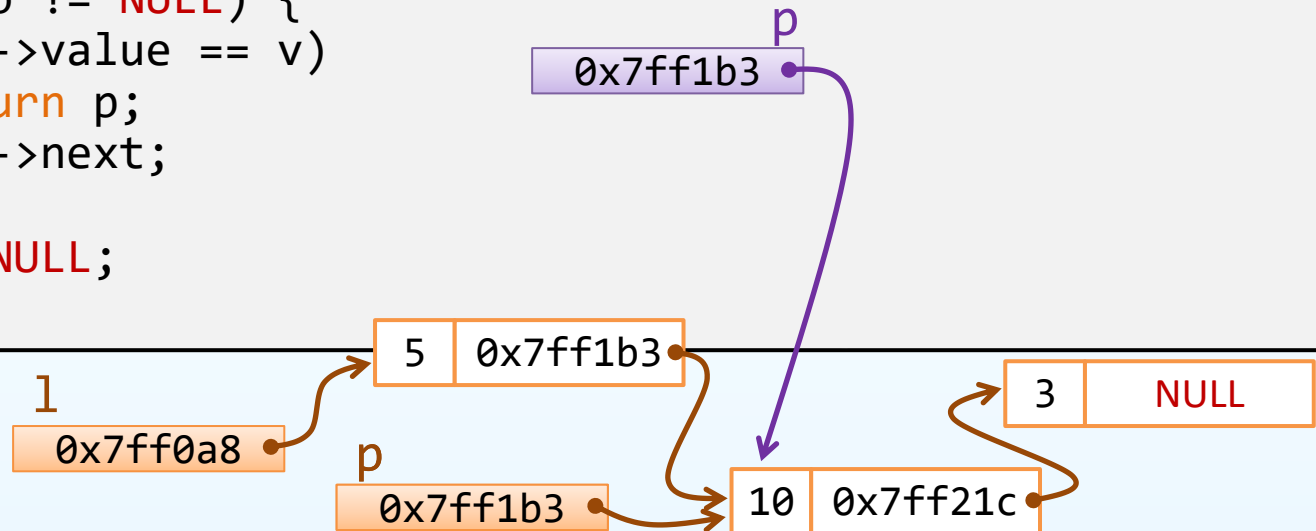 != NULL) {
->value == v)
urn p;
->next;
NULL;
p
0x7ff1b3
5 0x7ff1b3
l
0x7ff0a8
3 NULL
p
0x7ff1b3
10 0x7ff21c